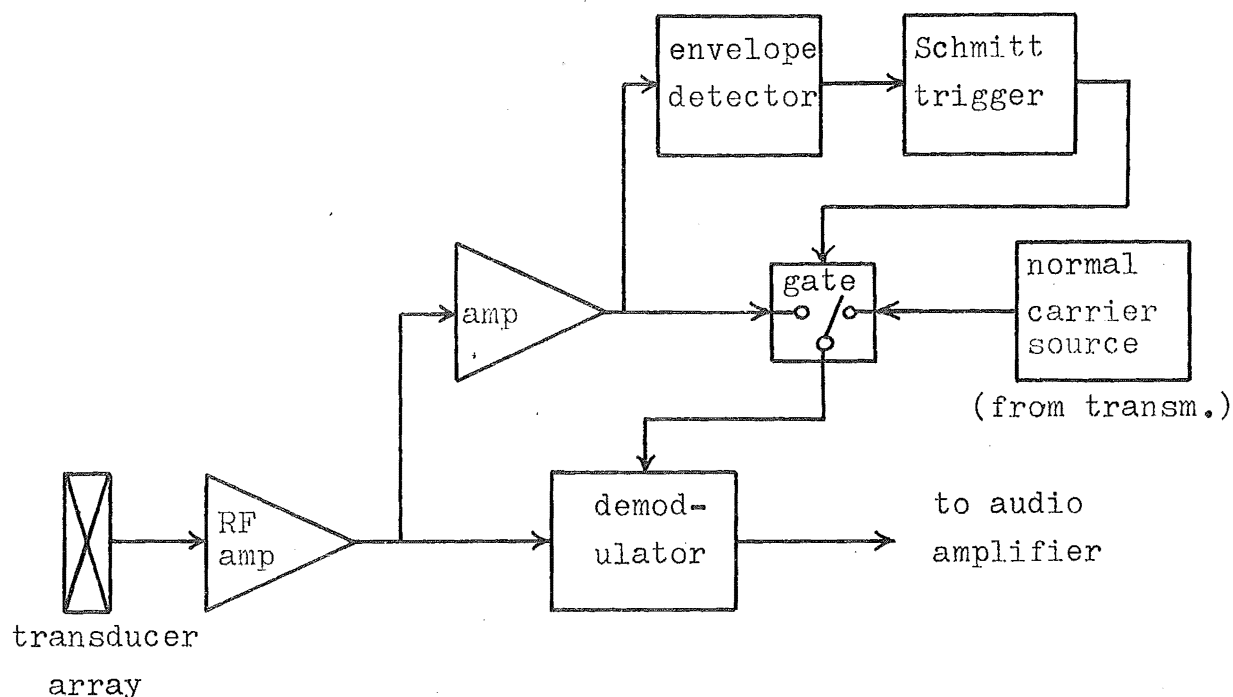 envelope
detector
Schmitt
trigger
gate
normal
carrier
source
(from transm.)
amp
RF
amp
demod-
ulator
to audio
amplifier
transducer
array